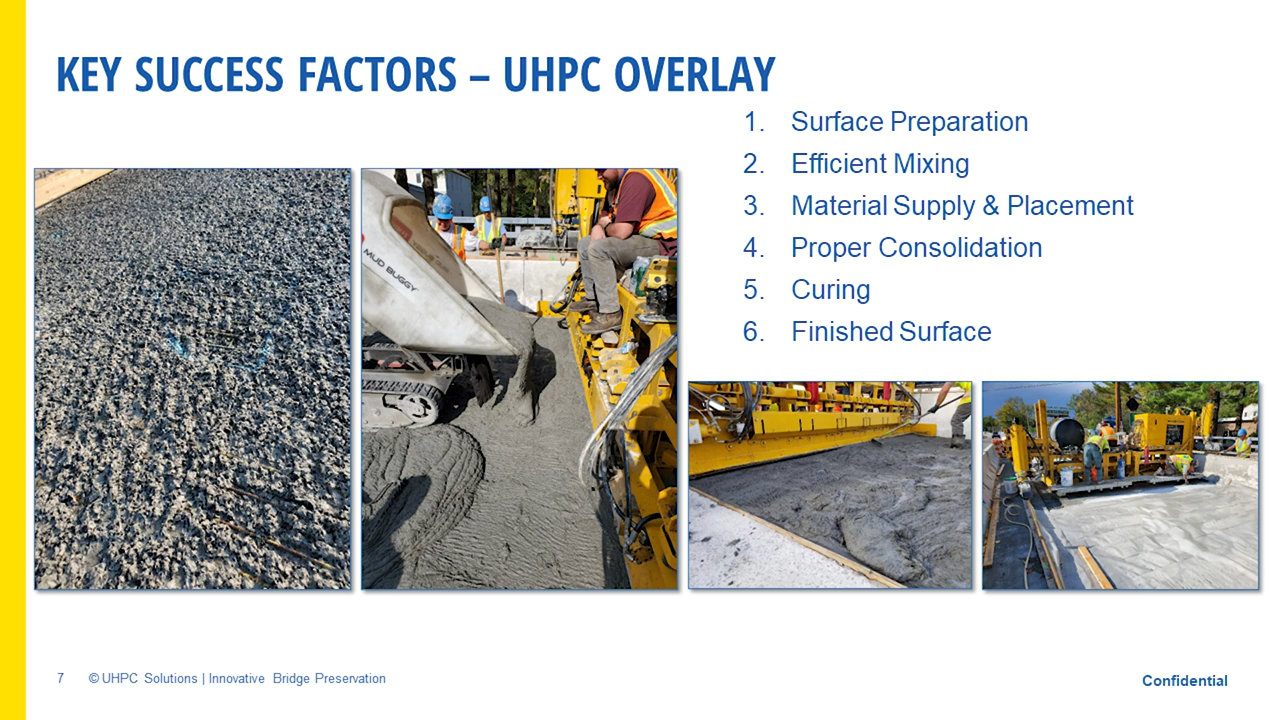 KEY SUCCESS FACTORS – UHPC OVERLAY
1. Surface Preparation
2. Efficient Mixing
3. Material Supply & Placement
4. Proper Consolidation
5. Curing
6. Finished Surface
MUD BUGGY
7 © UHPC Solutions | Innovative Bridge Preservation
Confidential